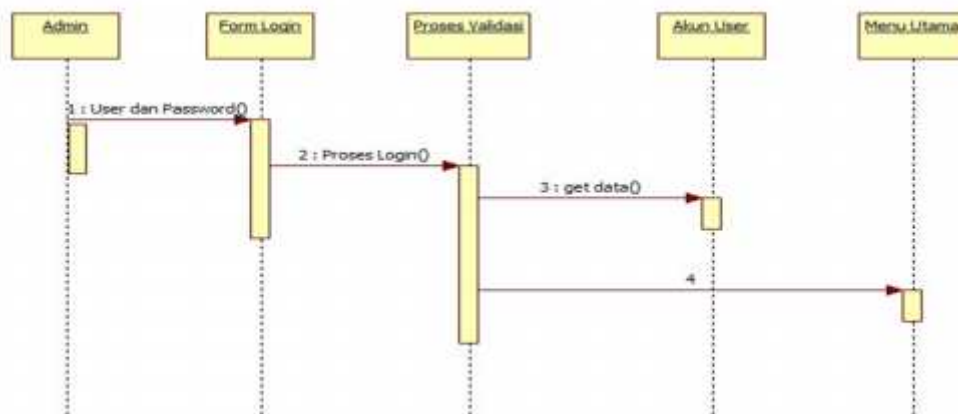 Admin
Form Login
Proses Validasi
Akun User
Menu Utama
1 : User dan Password()
2 : Proses Login()
3 : get data()
4